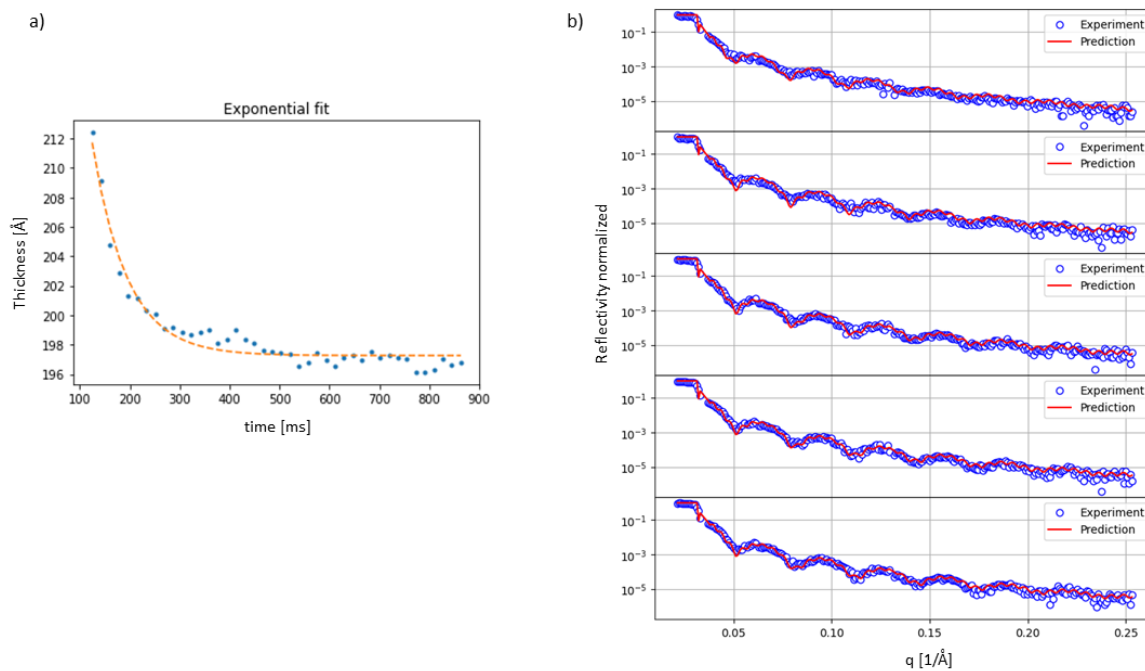 a)
Exponential fit
Thickness [Å]
212
210
208
206
204
202
200
198
196
100 200 300 400 500 600 700 800 900
time [ms]
b)
Reflectivity normalized
10⁻¹
10⁻³
10⁻⁵
Experiment
Prediction
10⁻¹
10⁻³
10⁻⁵
Experiment
Prediction
10⁻¹
10⁻³
10⁻⁵
Experiment
Prediction
10⁻¹
10⁻³
10⁻⁵
Experiment
Prediction
10⁻¹
10⁻³
10⁻⁵
Experiment
Prediction
0.05 0.10 0.15 0.20 0.25
q [1/Å]